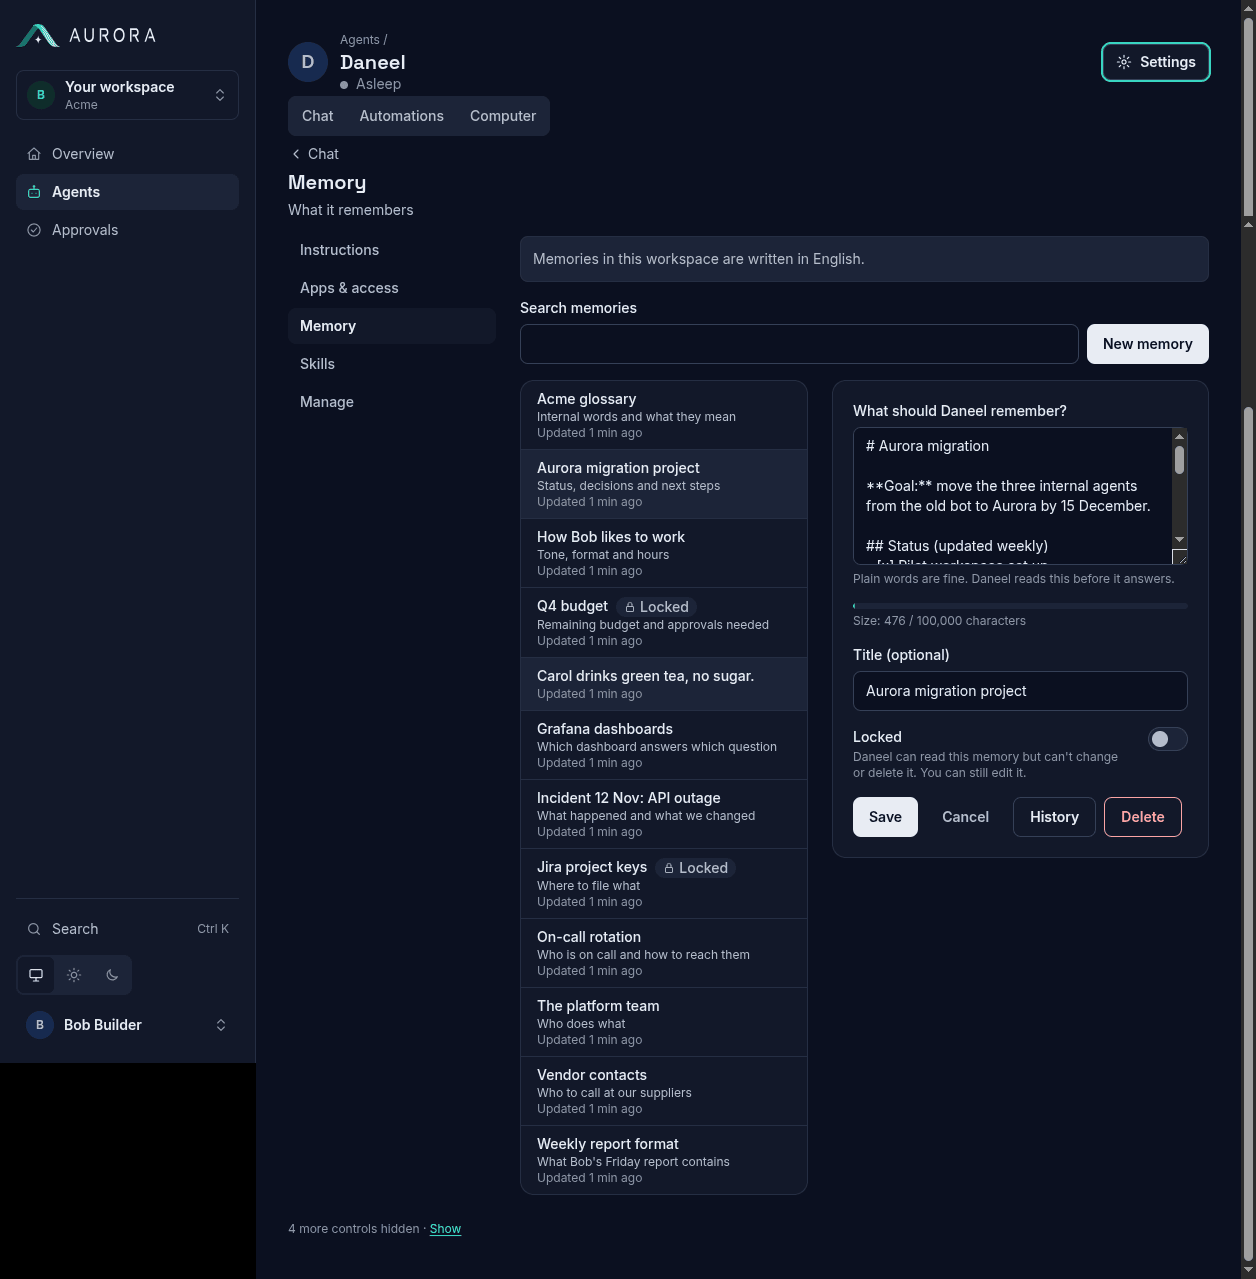 AURORA
B
Your workspace
Acme
Overview
Agents
Approvals
Search
Ctrl K
B
Bob Builder
D
Agents /
Daneel
Asleep
Settings
Chat
Automations
Computer
Chat
Memory
What it remembers
Instructions
Apps & access
Memory
Skills
Manage
Memories in this workspace are written in English.
Search memories
New memory
Acme glossary
Internal words and what they mean
Updated 1 min ago
Aurora migration project
Status, decisions and next steps
Updated 1 min ago
How Bob likes to work
Tone, format and hours
Updated 1 min ago
Q4 budget Locked
Remaining budget and approvals needed
Updated 1 min ago
Carol drinks green tea, no sugar.
Updated 1 min ago
Grafana dashboards
Which dashboard answers which question
Updated 1 min ago
Incident 12 Nov: API outage
What happened and what we changed
Updated 1 min ago
Jira project keys Locked
Where to file what
Updated 1 min ago
On-call rotation
Who is on call and how to reach them
Updated 1 min ago
The platform team
Who does what
Updated 1 min ago
Vendor contacts
Who to call at our suppliers
Updated 1 min ago
Weekly report format
What Bob's Friday report contains
Updated 1 min ago
What should Daneel remember?
# Aurora migration
**Goal:** move the three internal agents
from the old bot to Aurora by 15 December.
## Status (updated weekly)
- [x] Pilot workspace set up
Plain words are fine. Daneel reads this before it answers.
Size: 476 / 100,000 characters
Title (optional)
Aurora migration project
Locked
Daneel can read this memory but can't change
or delete it. You can still edit it.
Save
Cancel
History
Delete
4 more controls hidden · Show